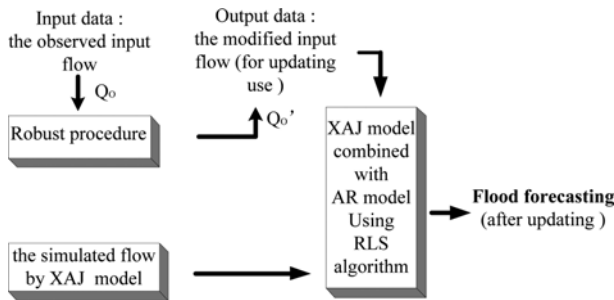 Input data :
the observed input
flow
Qo
Robust procedure
Output data :
the modified input
flow (for updating
use )
Qo’
XAJ model
combined
with
AR model
Using
RLS
algorithm
Flood forecasting
(after updating )
the simulated flow
by XAJ  model